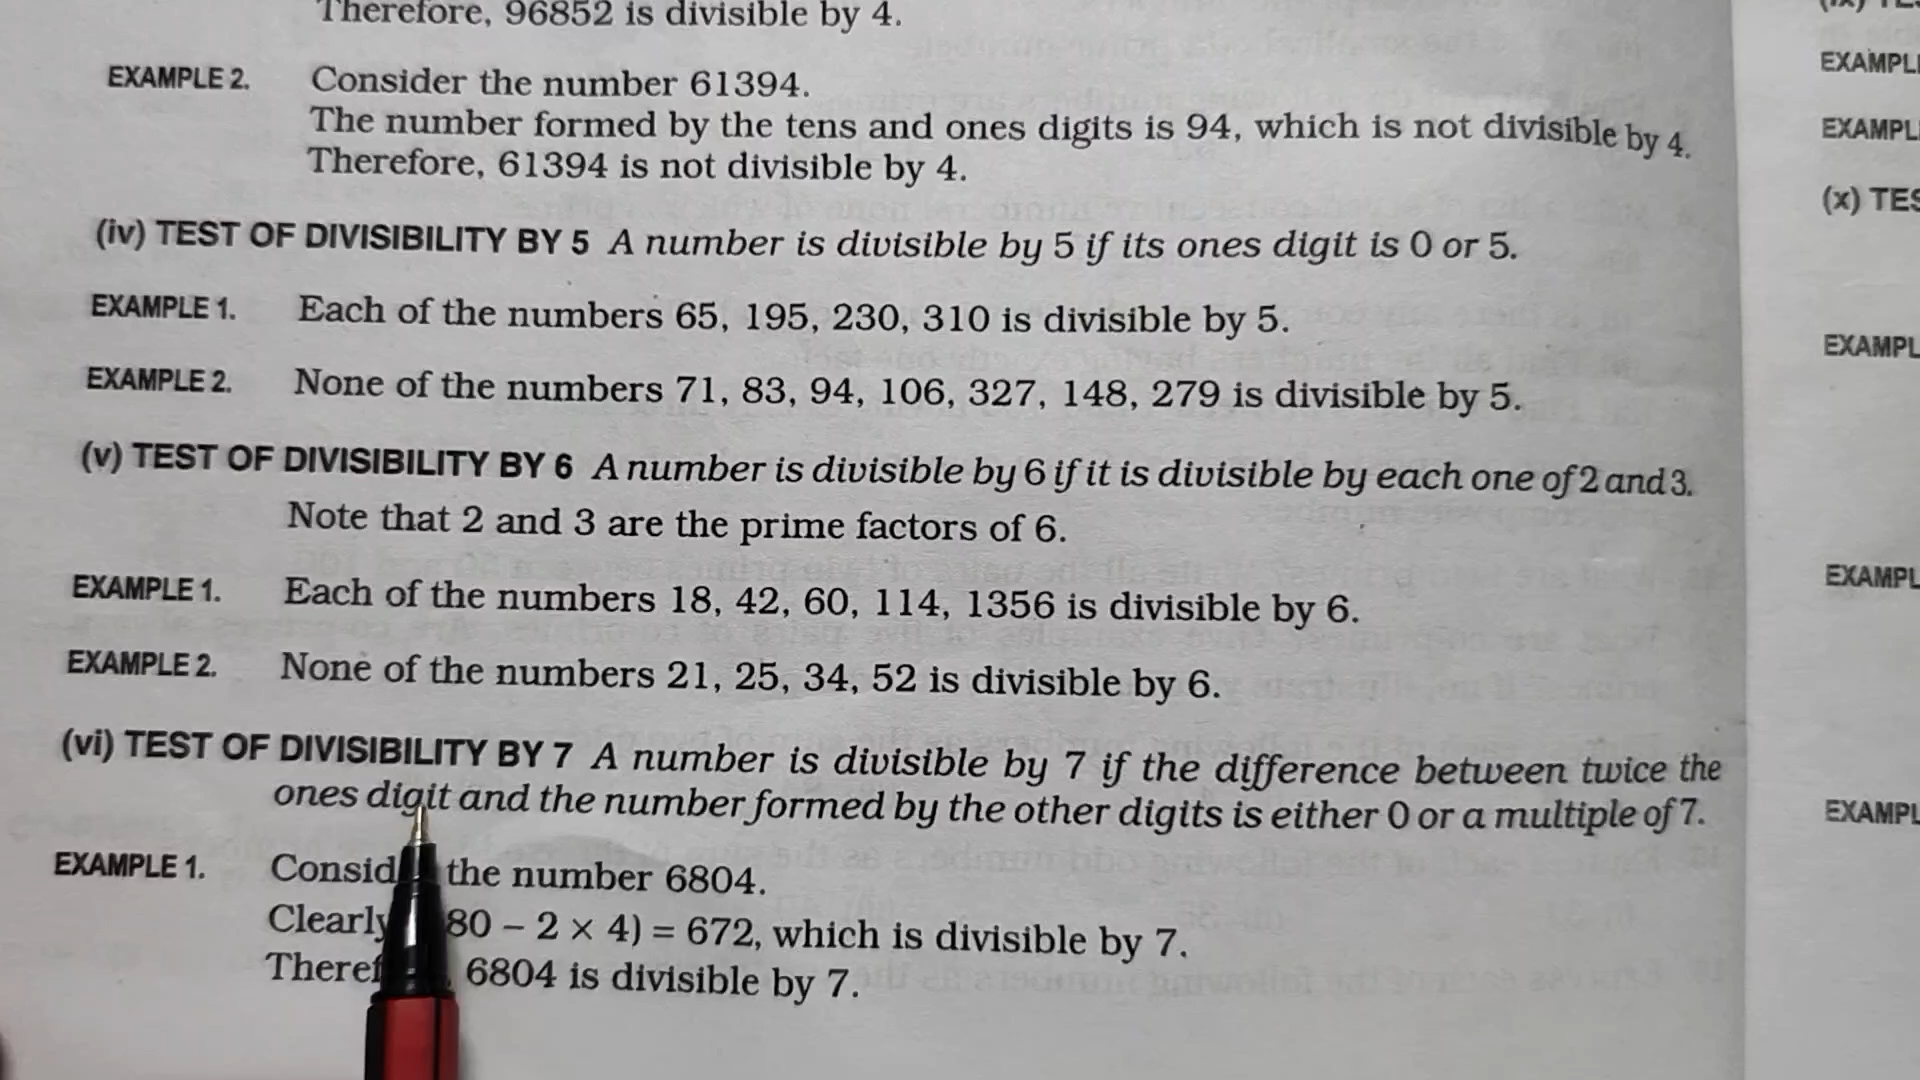 Therefore, 96852 is divisible by 4.
EXAMPLE 2. Consider the number 61394.
The number formed by the tens and ones digits is 94, which is not divisible by 4.
Therefore, 61394 is not divisible by 4.
(iv) TEST OF DIVISIBILITY BY 5 A number is divisible by 5 if its ones digit is 0 or 5.
EXAMPLE 1. Each of the numbers 65, 195, 230, 310 is divisible by 5.
EXAMPLE 2. None of the numbers 71, 83, 94, 106, 327, 148, 279 is divisible by 5.
(v) TEST OF DIVISIBILITY BY 6 A number is divisible by 6 if it is divisible by each one of 2 and 3.
Note that 2 and 3 are the prime factors of 6.
EXAMPLE 1. Each of the numbers 18, 42, 60, 114, 1356 is divisible by 6.
EXAMPLE 2. None of the numbers 21, 25, 34, 52 is divisible by 6.
(vi) TEST OF DIVISIBILITY BY 7 A number is divisible by 7 if the difference between twice the
ones digit and the number formed by the other digits is either 0 or a multiple of 7.
EXAMPLE 1. Consid the number 6804.
Clearly 80 – 2 × 4) = 672, which is divisible by 7.
Theref 6804 is divisible by 7.
EXAMPL
EXAMPL
(x) TES
EXAMPL
EXAMPL
EXAMPL